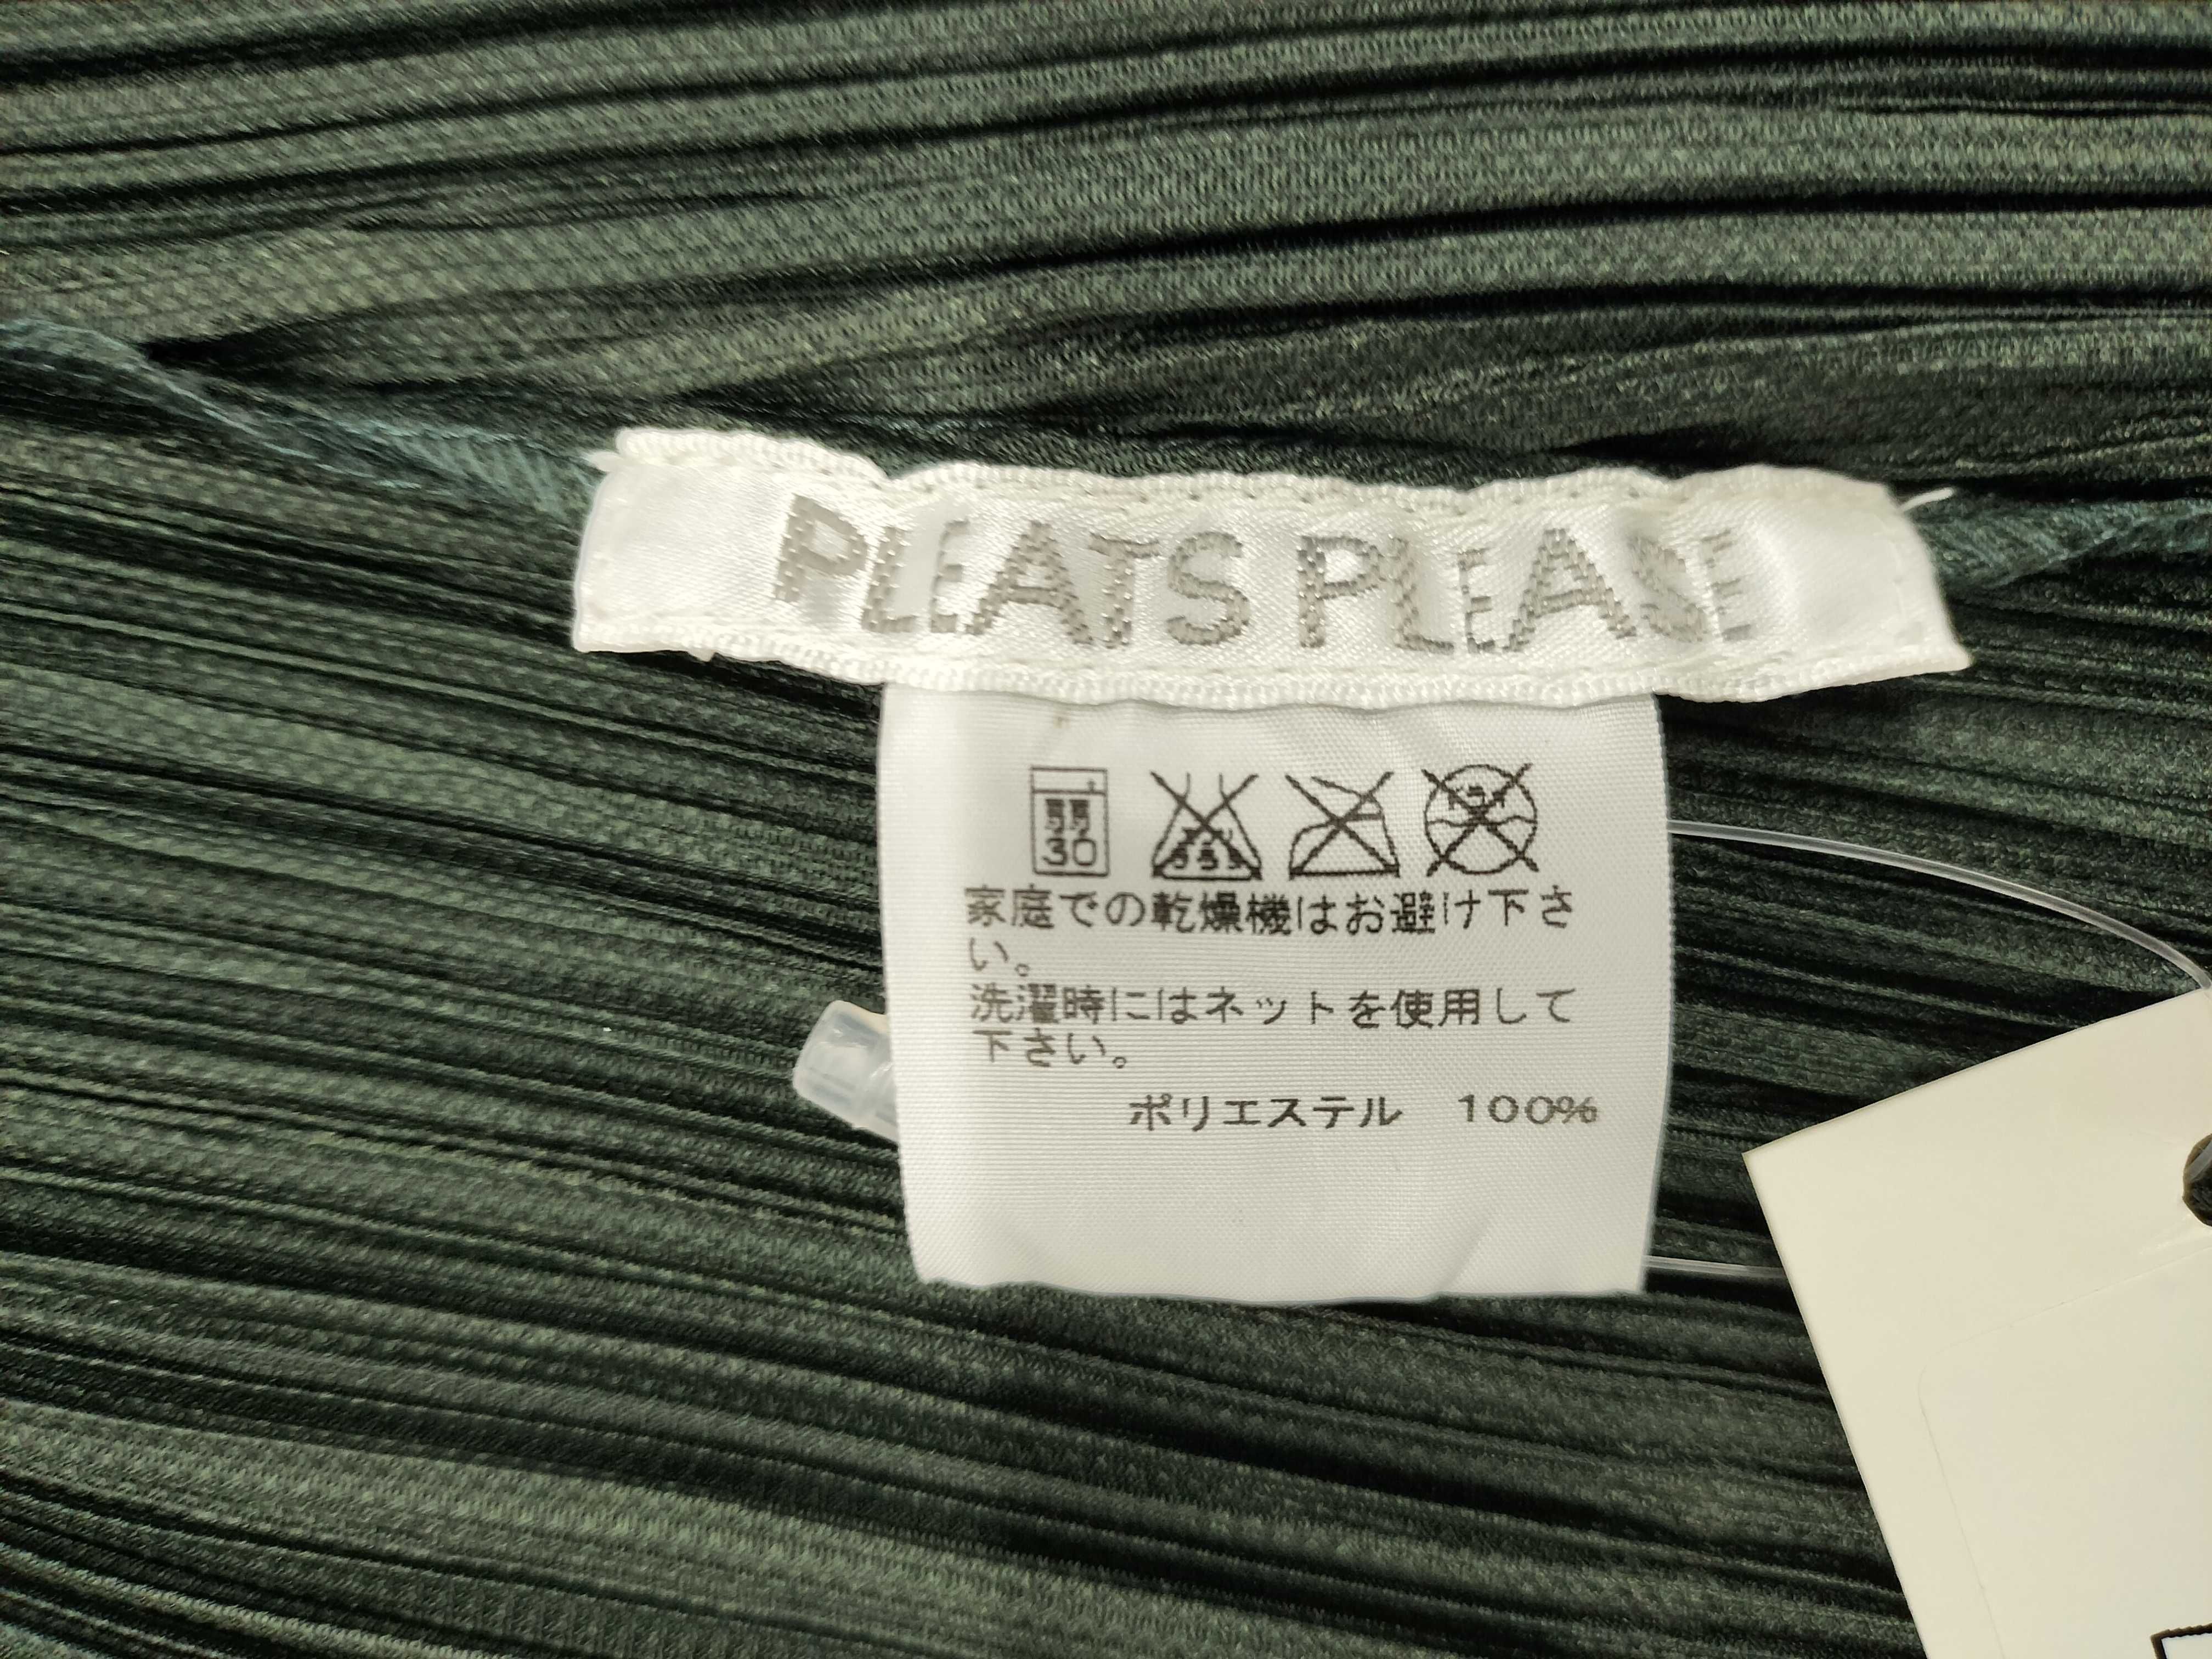 PLEATS PLEASE
弱
30
家庭での乾燥機はお避け下さ
い。
洗濯時にはネットを使用して
下さい。
ポリエステル 100%